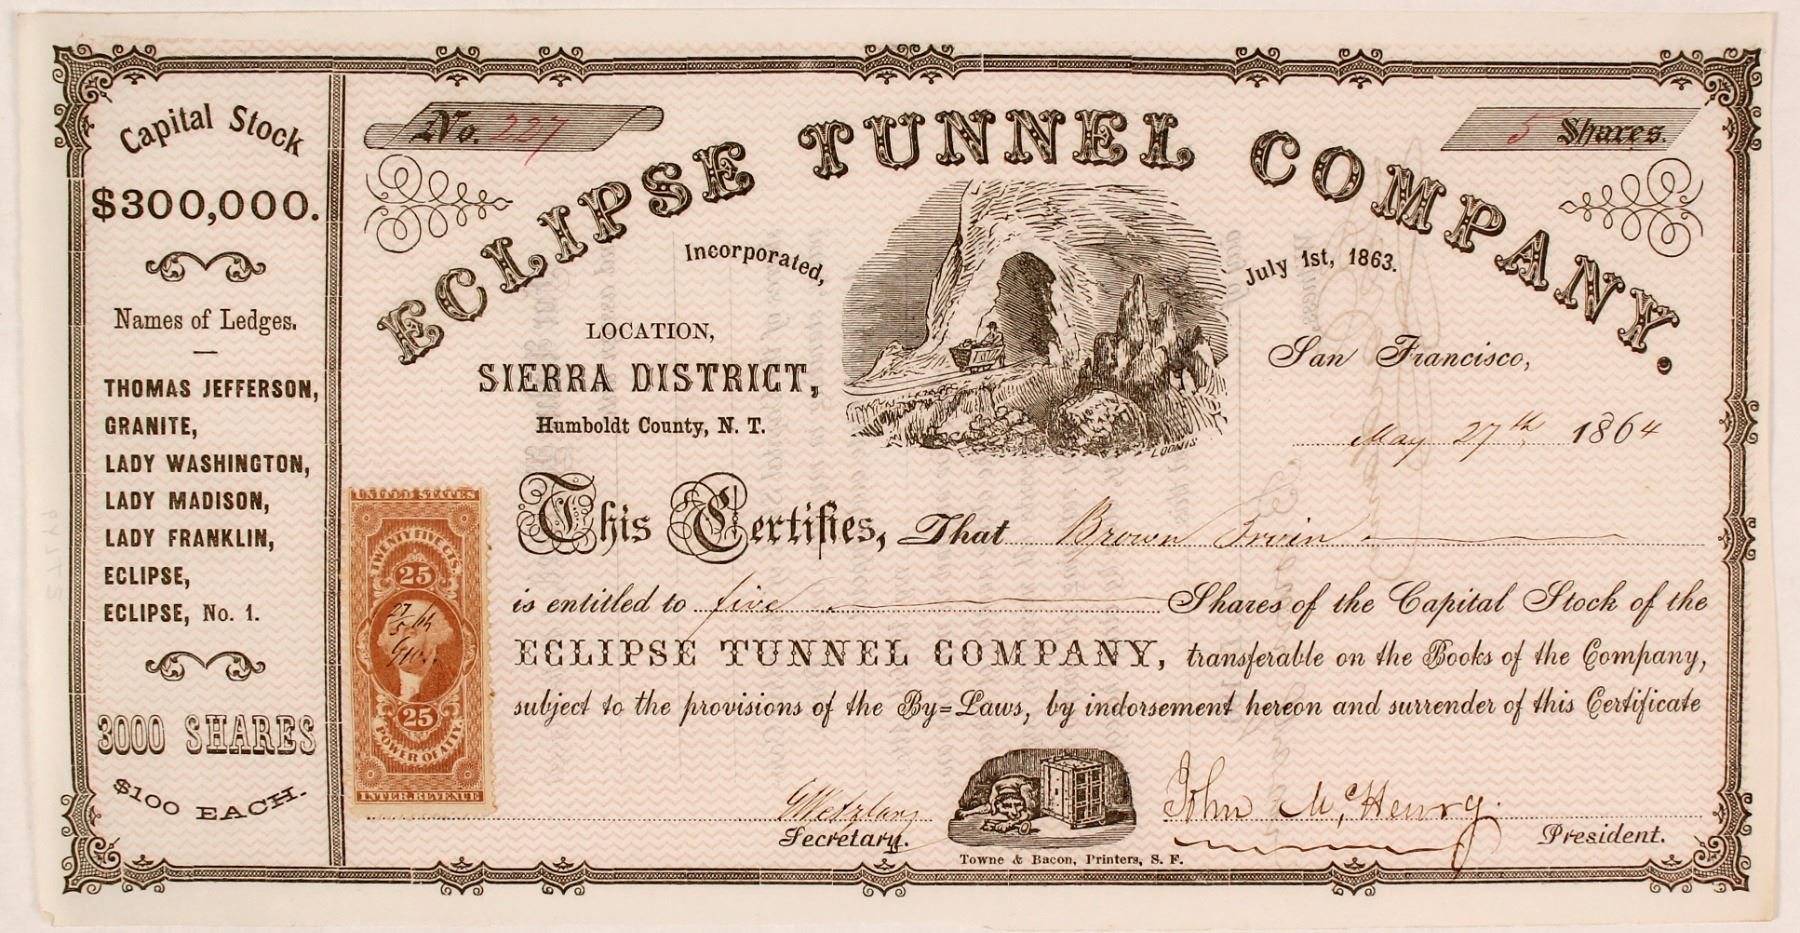 Capital Stock
$300,000.
Names of Ledges.
THOMAS JEFFERSON,
GRANITE,
LADY WASHINGTON,
LADY MADISON,
LADY FRANKLIN,
ECLIPSE,
ECLIPSE, No. 1.
3000 SHARES
$100 EACH.
No. 227
5 Shares.
ECLIPSE TUNNEL COMPANY.
Incorporated, July 1st, 1863.
LOCATION,
SIERRA DISTRICT,
Humboldt County, N. T.
LOOMIS
San Francisco,
May 27th 1864
This Certifies, That Brown Irvin
is entitled to five Shares of the Capital Stock of the
ECLIPSE TUNNEL COMPANY, transferable on the Books of the Company,
subject to the provisions of the By=Laws, by indorsement hereon and surrender of this Certificate
UNITED STATES
TWENTY FIVE CTS.
25
27
5/64
25
POWER OF ATT'Y.
INTER. REVENUE
Secretary.
John McHenry
President.
Towne & Bacon, Printers, S. F.